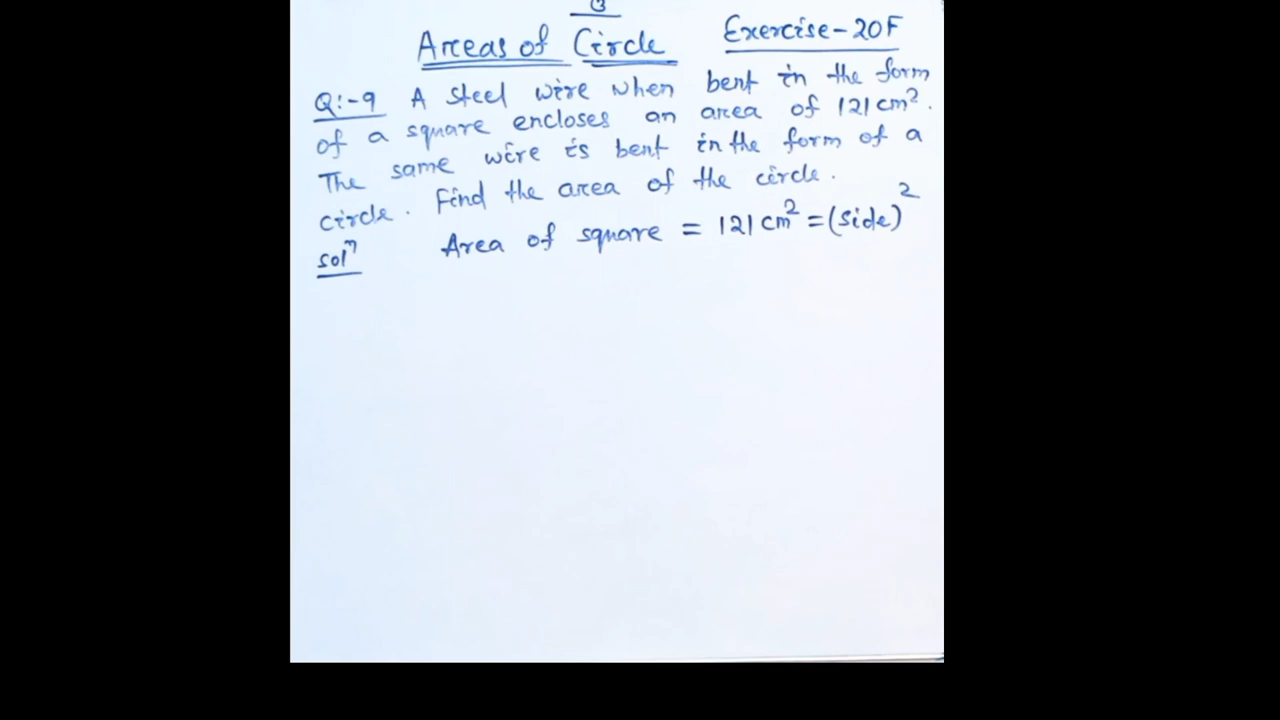 3
Areas of Circle Exercise-20F
Q:-9 A steel wire when bent in the form
of a square encloses an area of 121 cm².
The same wire is bent in the form of a
circle. Find the area of the circle.
solⁿ Area of square = 121 cm² = (side)²